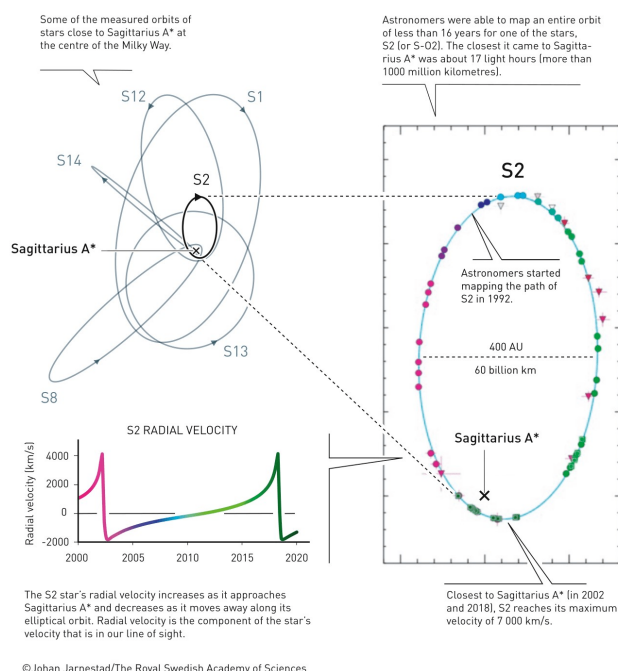 Some of the measured orbits of
stars close to Sagittarius A* at
the centre of the Milky Way.
Astronomers were able to map an entire orbit
of less than 16 years for one of the stars,
S2 (or S-O2). The closest it came to Sagitta-
rius A* was about 17 light hours (more than
1000 million kilometres).
S12
S1
S14
S2
Sagittarius A*
S13
S8
S2
Astronomers started
mapping the path of
S2 in 1992.
400 AU
60 billion km
Sagittarius A*
S2 RADIAL VELOCITY
Radial velocity (km/s)
4000
2000
0
-2000
2000
2005
2010
2015
2020
The S2 star’s radial velocity increases as it approaches
Sagittarius A* and decreases as it moves away along its
elliptical orbit. Radial velocity is the component of the star’s
velocity that is in our line of sight.
Closest to Sagittarius A* (in 2002
and 2018), S2 reaches its maximum
velocity of 7 000 km/s.
© Johan Jarnestad/The Royal Swedish Academy of Sciences